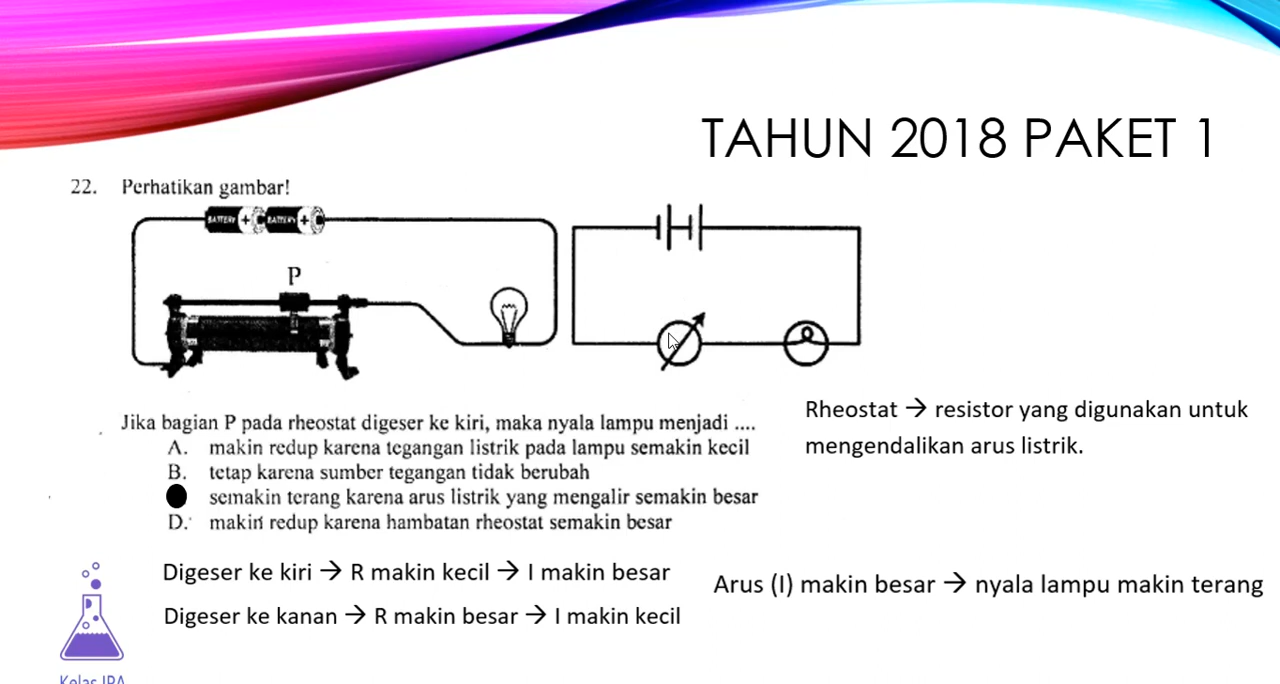 TAHUN 2018 PAKET 1
22. Perhatikan gambar!
BATTERY + BATTERY +
P
Jika bagian P pada rheostat digeser ke kiri, maka nyala lampu menjadi ....
A. makin redup karena tegangan listrik pada lampu semakin kecil
B. tetap karena sumber tegangan tidak berubah
semakin terang karena arus listrik yang mengalir semakin besar
D. makin redup karena hambatan rheostat semakin besar
Rheostat → resistor yang digunakan untuk
mengendalikan arus listrik.
Digeser ke kiri → R makin kecil → I makin besar
Digeser ke kanan → R makin besar → I makin kecil
Arus (I) makin besar → nyala lampu makin terang
Kelas IPA